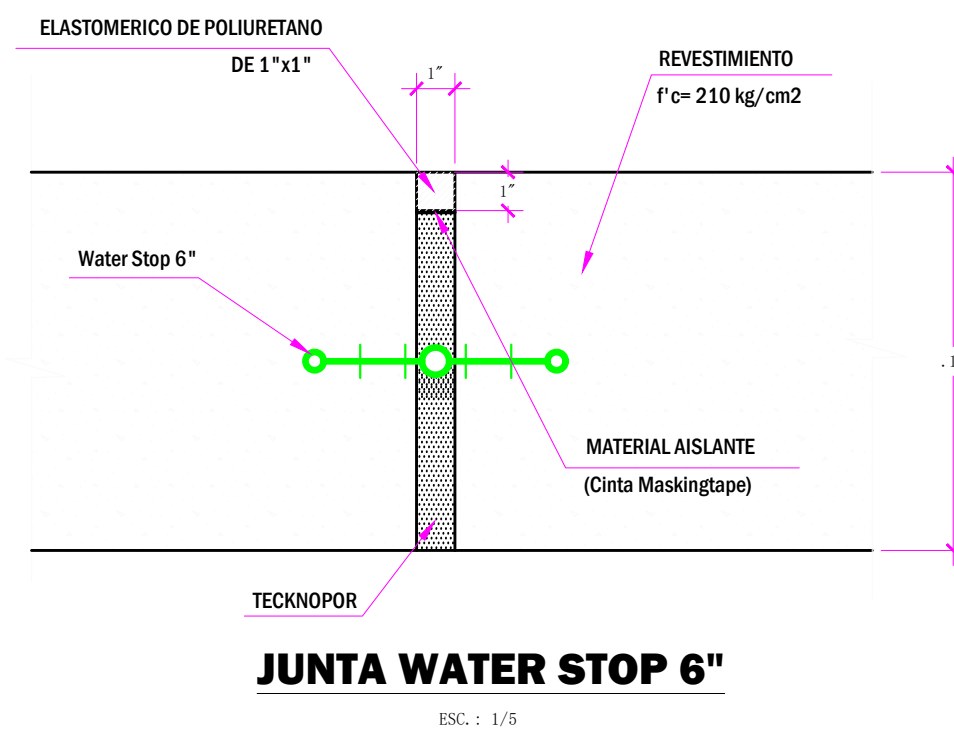 ELASTOMERICO DE POLIURETANO
DE 1"x1"
1"
REVESTIMIENTO
f'c= 210 kg/cm2
1"
Water Stop 6"
MATERIAL AISLANTE
(Cinta Maskingtape)
TECKNOPOR
JUNTA WATER STOP 6"
ESC.: 1/5